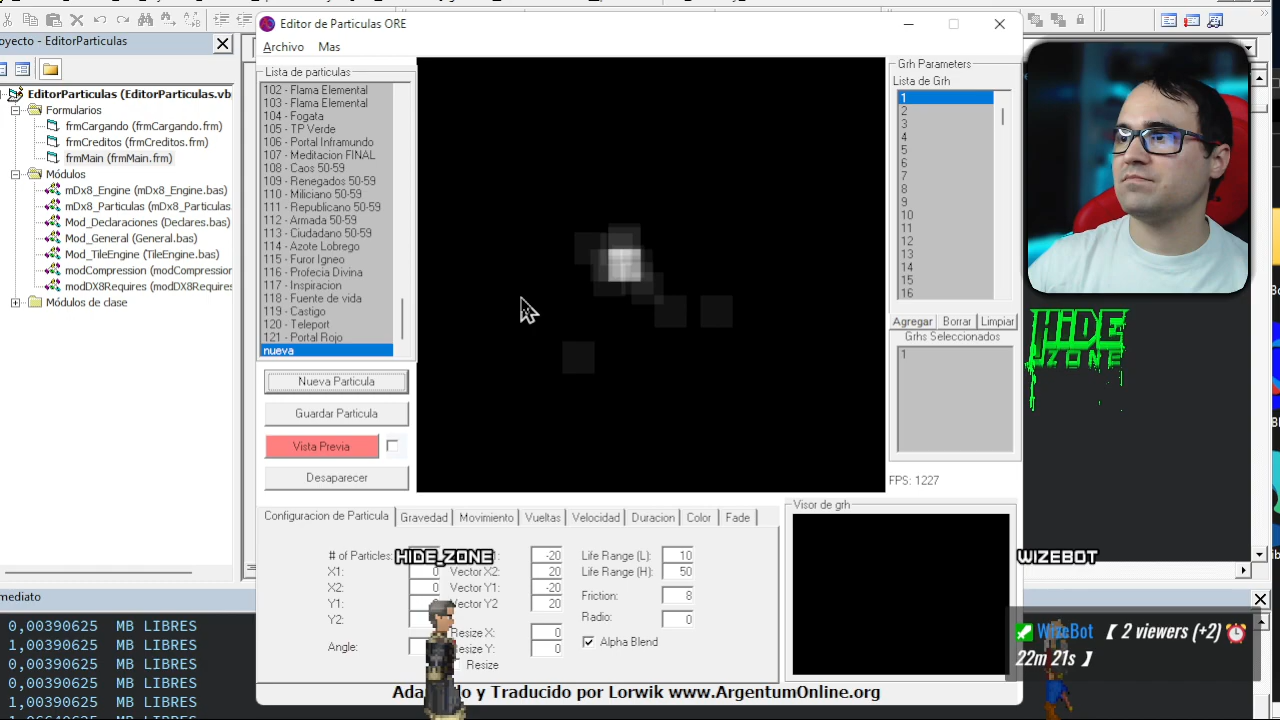 oyecto - EditorParticulas
EditorParticulas (EditorParticulas.vb
Formularios
frmCargando (frmCargando.frm)
frmCreditos (frmCreditos.frm)
frmMain (frmMain.frm)
Módulos
mDx8_Engine (mDx8_Engine.bas)
mDx8_Particulas (mDx8_Particulas
Mod_Declaraciones (Declares.bas)
Mod_General (General.bas)
Mod_TileEngine (TileEngine.bas)
modCompression (modCompression
modDX8Requires (modDX8Requires
Módulos de clase
mediato
0,00390625 MB LIBRES
1,00390625 MB LIBRES
0,00390625 MB LIBRES
0,00390625 MB LIBRES
1,00390625 MB LIBRES
Editor de Particulas ORE
Archivo Mas
Lista de particulas
102 - Flama Elemental
103 - Flama Elemental
104 - Fogata
105 - TP Verde
106 - Portal Inframundo
107 - Meditacion FINAL
108 - Caos 50-59
109 - Renegados 50-59
110 - Miliciano 50-59
111 - Republicano 50-59
112 - Armada 50-59
113 - Ciudadano 50-59
114 - Azote Lobrego
115 - Furor Igneo
116 - Profecia Divina
117 - Inspiracion
118 - Fuente de vida
119 - Castigo
120 - Teleport
121 - Portal Rojo
nueva
Nueva Particula
Guardar Particula
Vista Previa
Desaparecer
Grh Parameters
Lista de Grh
1
2
3
4
5
6
7
8
9
10
11
12
13
14
15
16
Agregar Borrar Limpiar
Grhs Seleccionados
1
FPS: 1227
Visor de grh
Configuracion de Particula Gravedad Movimiento Vueltas Velocidad Duracion Color Fade
# of Particles:
X1: 0
X2: 0
Y1:
Y2:
Angle:
-20
Vector X2: 20
Vector Y1: -20
Vector Y2 20
Resize X: 0
Resize Y: 0
Resize
Life Range (L): 10
Life Range (H): 50
Friction: 8
Radio: 0
Alpha Blend
Traducido por Lorwik www.ArgentumOnline.org
HIDE_ZONE
HIDE
ZONE
WIZEBOT
WizeBot 【 2 viewers (+2)
22m 21s 】